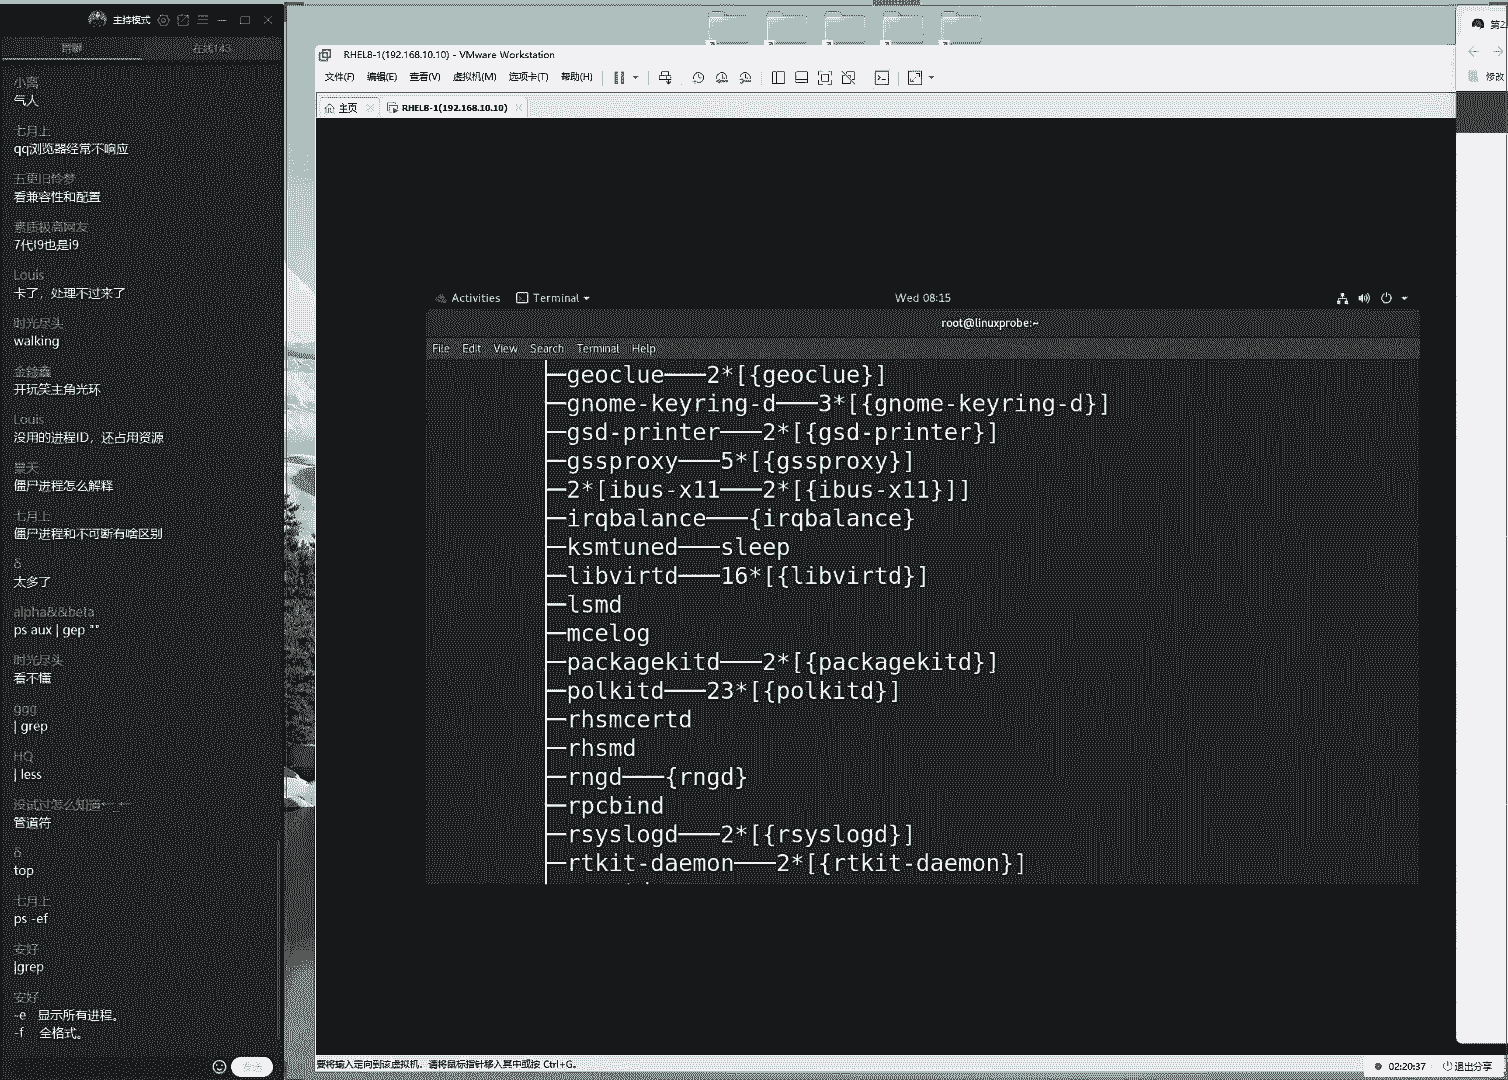 主持模式
在线143
小离
气人
七月上
qq浏览器经常不响应
五更旧伶梦
看兼容性和配置
素质极高网友
7代i9也是i9
Louis
卡了，处理不过来了
时光尽头
walking
开玩笑主角光环
Louis
没用的进程ID，还占用资源
昊天
僵尸进程怎么解释
七月上
僵尸进程和不可断有啥区别
δ
太多了
alpha&&beta
ps aux | gep ""
时光尽头
看不懂
ggg
| grep
HQ
| less
没试过怎么知道← ←
管道符
δ
top
七月上
ps -ef
安好
|grep
安好
-e 显示所有进程。
-f 全格式。
发送
RHEL8-1(192.168.10.10) - VMware Workstation
文件(F) 编辑(E) 查看(V) 虚拟机(M) 选项卡(T) 帮助(H)
主页 RHEL8-1(192.168.10.10)
Activities Terminal Wed 08:15
root@linuxprobe:~
File Edit View Search Terminal Help
├─geoclue───2*[{geoclue}]
├─gnome-keyring-d───3*[{gnome-keyring-d}]
├─gsd-printer───2*[{gsd-printer}]
├─gssproxy───5*[{gssproxy}]
├─2*[ibus-x11───2*[{ibus-x11}]]
├─irqbalance───{irqbalance}
├─ksmtuned───sleep
├─libvirtd───16*[{libvirtd}]
├─lsmd
├─mcelog
├─packagekitd───2*[{packagekitd}]
├─polkitd───23*[{polkitd}]
├─rhsmcertd
├─rhsmd
├─rngd───{rngd}
├─rpcbind
├─rsyslogd───2*[{rsyslogd}]
├─rtkit-daemon───2*[{rtkit-daemon}]
要将输入定向到该虚拟机，请将鼠标指针移入其中或按 Ctrl+G。
第2
修改
02:20:37 退出分享